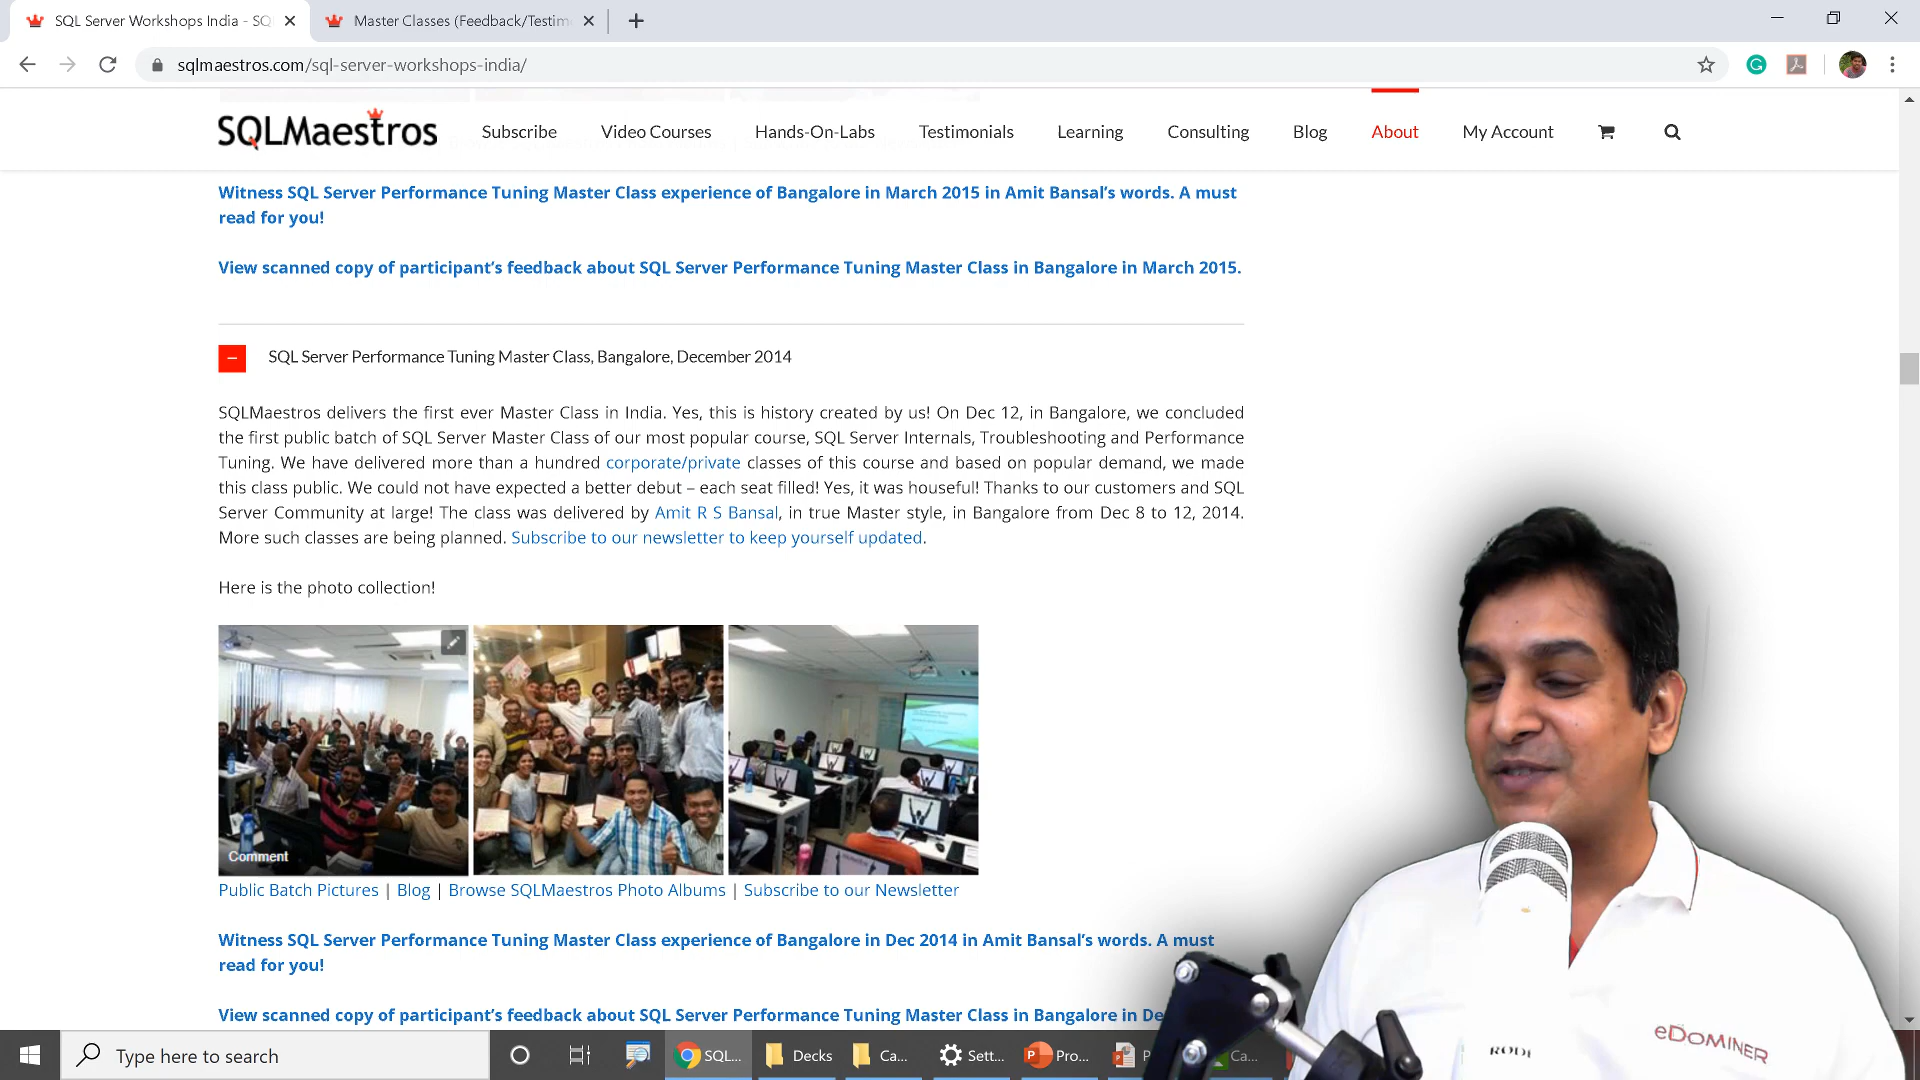 SQL Server Workshops India - SQ
Master Classes (Feedback/Testim
sqlmaestros.com/sql-server-workshops-india/
SQLMaestros
Subscribe
Video Courses
Hands-On-Labs
Testimonials
Learning
Consulting
Blog
About
My Account
Witness SQL Server Performance Tuning Master Class experience of Bangalore in March 2015 in Amit Bansal’s words. A must
read for you!
View scanned copy of participant’s feedback about SQL Server Performance Tuning Master Class in Bangalore in March 2015.
SQL Server Performance Tuning Master Class, Bangalore, December 2014
SQLMaestros delivers the first ever Master Class in India. Yes, this is history created by us! On Dec 12, in Bangalore, we concluded
the first public batch of SQL Server Master Class of our most popular course, SQL Server Internals, Troubleshooting and Performance
Tuning. We have delivered more than a hundred corporate/private classes of this course and based on popular demand, we made
this class public. We could not have expected a better debut – each seat filled! Yes, it was houseful! Thanks to our customers and SQL
Server Community at large! The class was delivered by Amit R S Bansal, in true Master style, in Bangalore from Dec 8 to 12, 2014.
More such classes are being planned. Subscribe to our newsletter to keep yourself updated.
Here is the photo collection!
Comment
Public Batch Pictures | Blog | Browse SQLMaestros Photo Albums | Subscribe to our Newsletter
Witness SQL Server Performance Tuning Master Class experience of Bangalore in Dec 2014 in Amit Bansal’s words. A must
read for you!
View scanned copy of participant’s feedback about SQL Server Performance Tuning Master Class in Bangalore in De
eDOMINER
RODE
Type here to search
SQL...
Decks
Ca...
Sett...
Pro...
P
Ca...